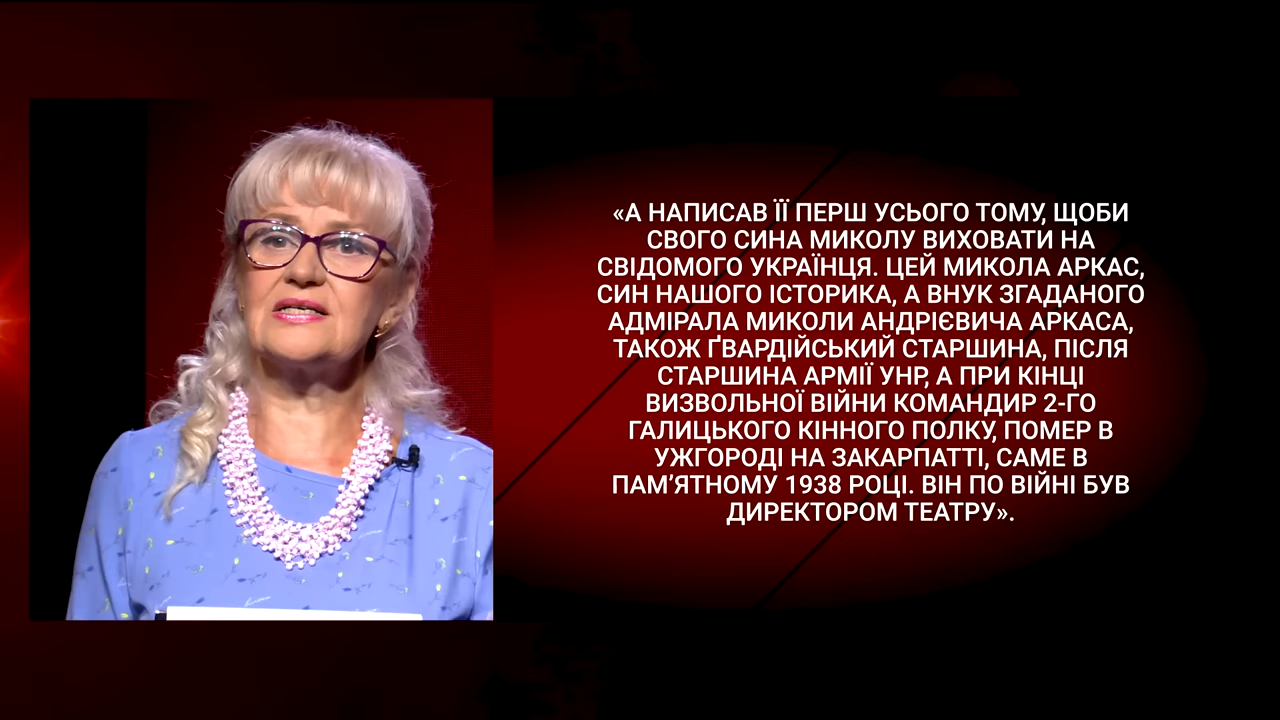 «А НАПИСАВ ЇЇ ПЕРШ УСЬОГО ТОМУ, ЩОБИ
СВОГО СИНА МИКОЛУ ВИХОВАТИ НА
СВІДОМОГО УКРАЇНЦЯ. ЦЕЙ МИКОЛА АРКАС,
СИН НАШОГО ІСТОРИКА, А ВНУК ЗГАДАНОГО
АДМІРАЛА МИКОЛИ АНДРІЄВИЧА АРКАСА,
ТАКОЖ ҐВАРДІЙСЬКИЙ СТАРШИНА, ПІСЛЯ
СТАРШИНА АРМІЇ УНР, А ПРИ КІНЦІ
ВИЗВОЛЬНОЇ ВІЙНИ КОМАНДИР 2-ГО
ГАЛИЦЬКОГО КІННОГО ПОЛКУ, ПОМЕР В
УЖГОРОДІ НА ЗАКАРПАТТІ, САМЕ В
ПАМ’ЯТНОМУ 1938 РОЦІ. ВІН ПО ВІЙНІ БУВ
ДИРЕКТОРОМ ТЕАТРУ».